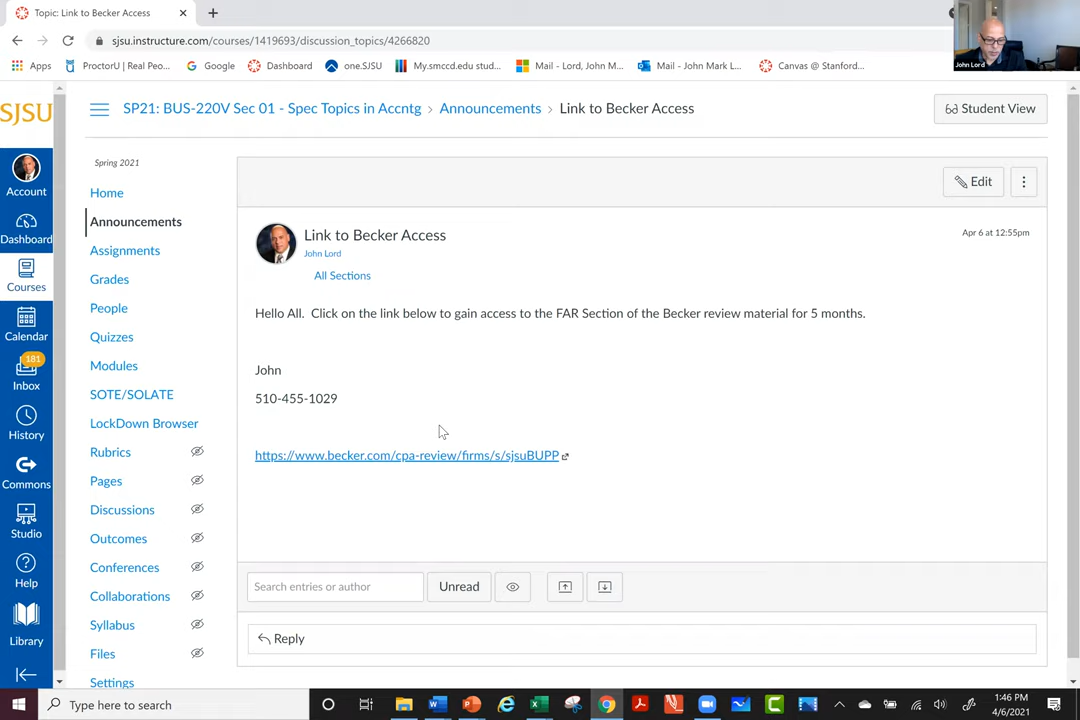 Topic: Link to Becker Access
sjsu.instructure.com/courses/1419693/discussion_topics/4266820
Apps
ProctorU | Real Peo...
Google
Dashboard
one.SJSU
My.smccd.edu stud...
Mail - Lord, John M...
Mail - John Mark L...
Canvas @ Stanford...
John Lord
SJSU
SP21: BUS-220V Sec 01 - Spec Topics in Accntg › Announcements › Link to Becker Access
Student View
Account
Dashboard
Courses
Calendar
181
Inbox
History
Commons
Studio
Help
Library
Spring 2021
Home
Announcements
Assignments
Grades
People
Quizzes
Modules
SOTE/SOLATE
LockDown Browser
Rubrics
Pages
Discussions
Outcomes
Conferences
Collaborations
Syllabus
Files
Settings
Edit
Link to Becker Access
Apr 6 at 12:55pm
John Lord
All Sections
Hello All. Click on the link below to gain access to the FAR Section of the Becker review material for 5 months.
John
510-455-1029
https://www.becker.com/cpa-review/firms/s/sjsuBUPP
Search entries or author
Unread
Reply
Type here to search
1:46 PM
4/6/2021